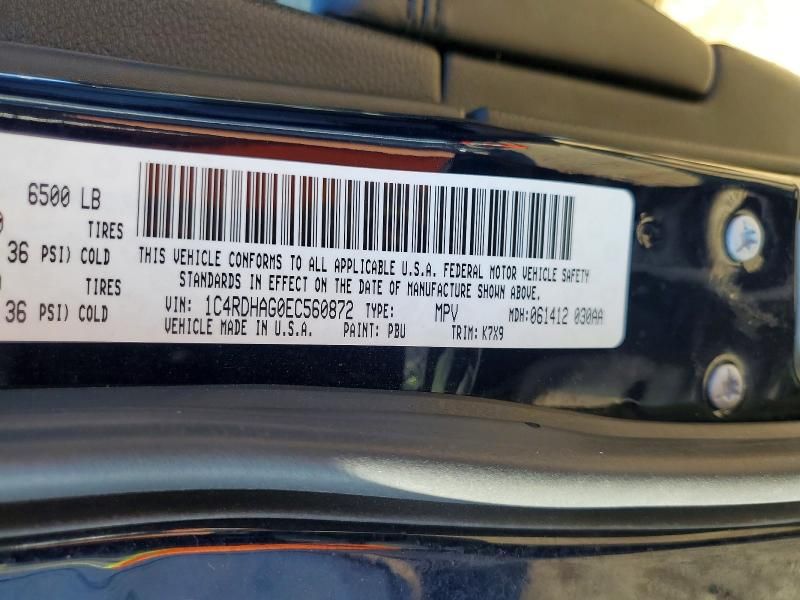 6500 LB
0 TIRES
36 PSI) COLD
0 TIRES
36 PSI) COLD
THIS VEHICLE CONFORMS TO ALL APPLICABLE U.S.A. FEDERAL MOTOR VEHICLE SAFETY
STANDARDS IN EFFECT ON THE DATE OF MANUFACTURE SHOWN ABOVE.
VIN: 1C4RDHAG0EC560872 TYPE: MPV MDH:061412 030AA
VEHICLE MADE IN U.S.A. PAINT: PBU TRIM: K7X9